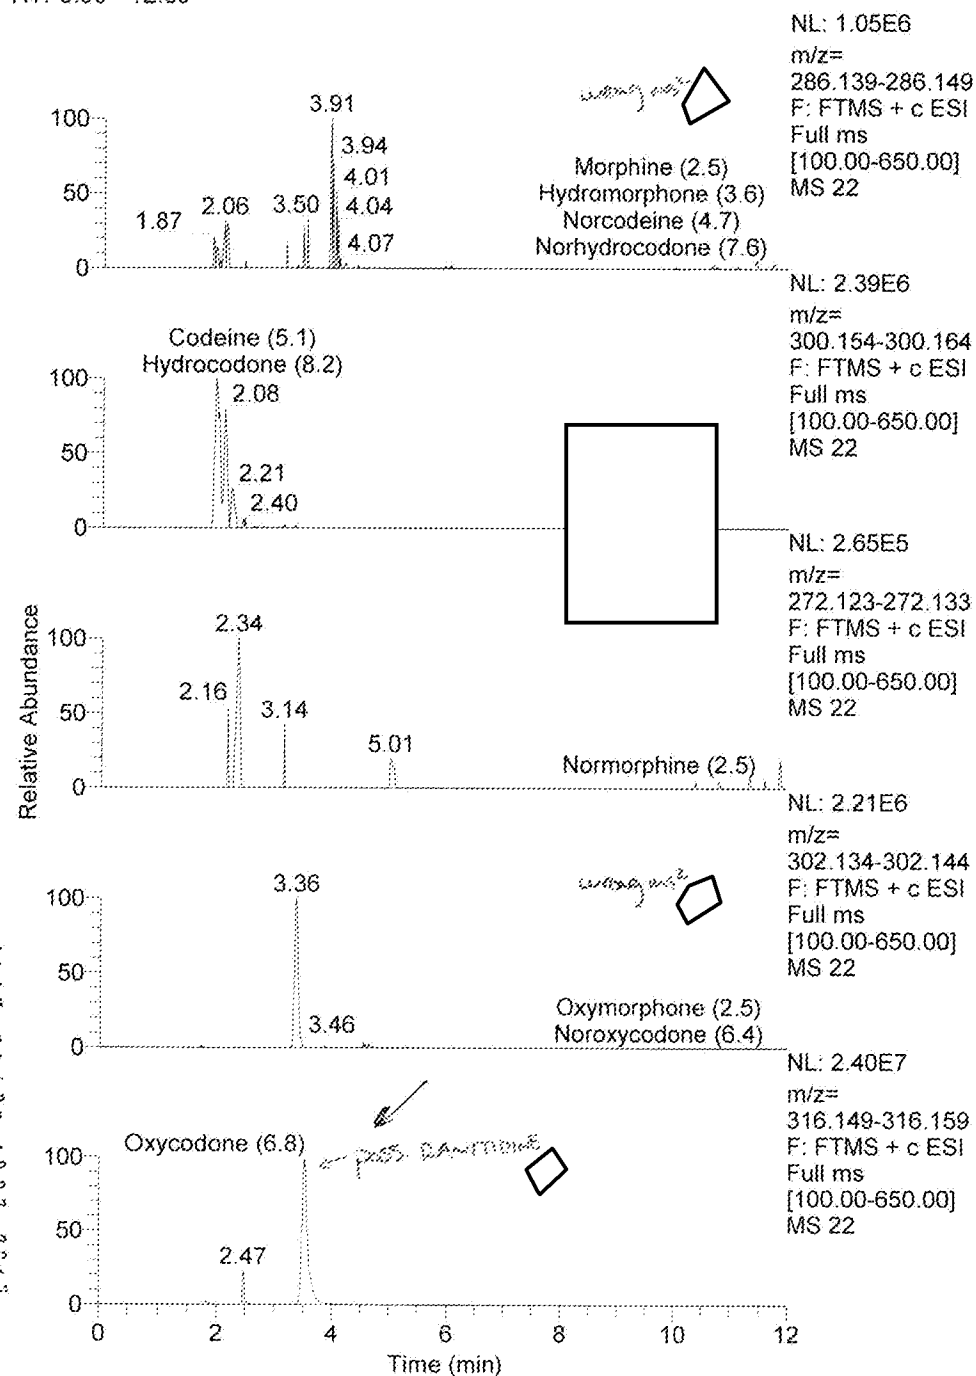 NL: 1.05E6
m/z=
286.139-286.149
F: FTMS + c ESI
Full ms
[100.00-650.00]
MS 22
wrong ms2
3.91
100
3.94
Morphine (2.5)
4.01
Hydromorphone (3.6)
50
1.87
2.06
3.50
4.04
Norcodeine (4.7)
4.07
Norhydrocodone (7.6)
0
NL: 2.39E6
m/z=
300.154-300.164
F: FTMS + c ESI
Full ms
[100.00-650.00]
MS 22
Codeine (5.1)
Hydrocodone (8.2)
100
2.08
50
2.21
2.40
0
NL: 2.65E5
m/z=
272.123-272.133
F: FTMS + c ESI
Full ms
[100.00-650.00]
MS 22
Relative Abundance
2.34
100
2.16
50
3.14
5.01
Normorphine (2.5)
0
NL: 2.21E6
m/z=
302.134-302.144
F: FTMS + c ESI
Full ms
[100.00-650.00]
MS 22
wrong ms2
3.36
100
50
3.46
Oxymorphone (2.5)
Noroxycodone (6.4)
0
NL: 2.40E7
m/z=
316.149-316.159
F: FTMS + c ESI
Full ms
[100.00-650.00]
MS 22
Oxycodone (6.8)
← poss. RANITIDINE
100
50
2.47
0
0 2 4 6 8 10 12
Time (min)